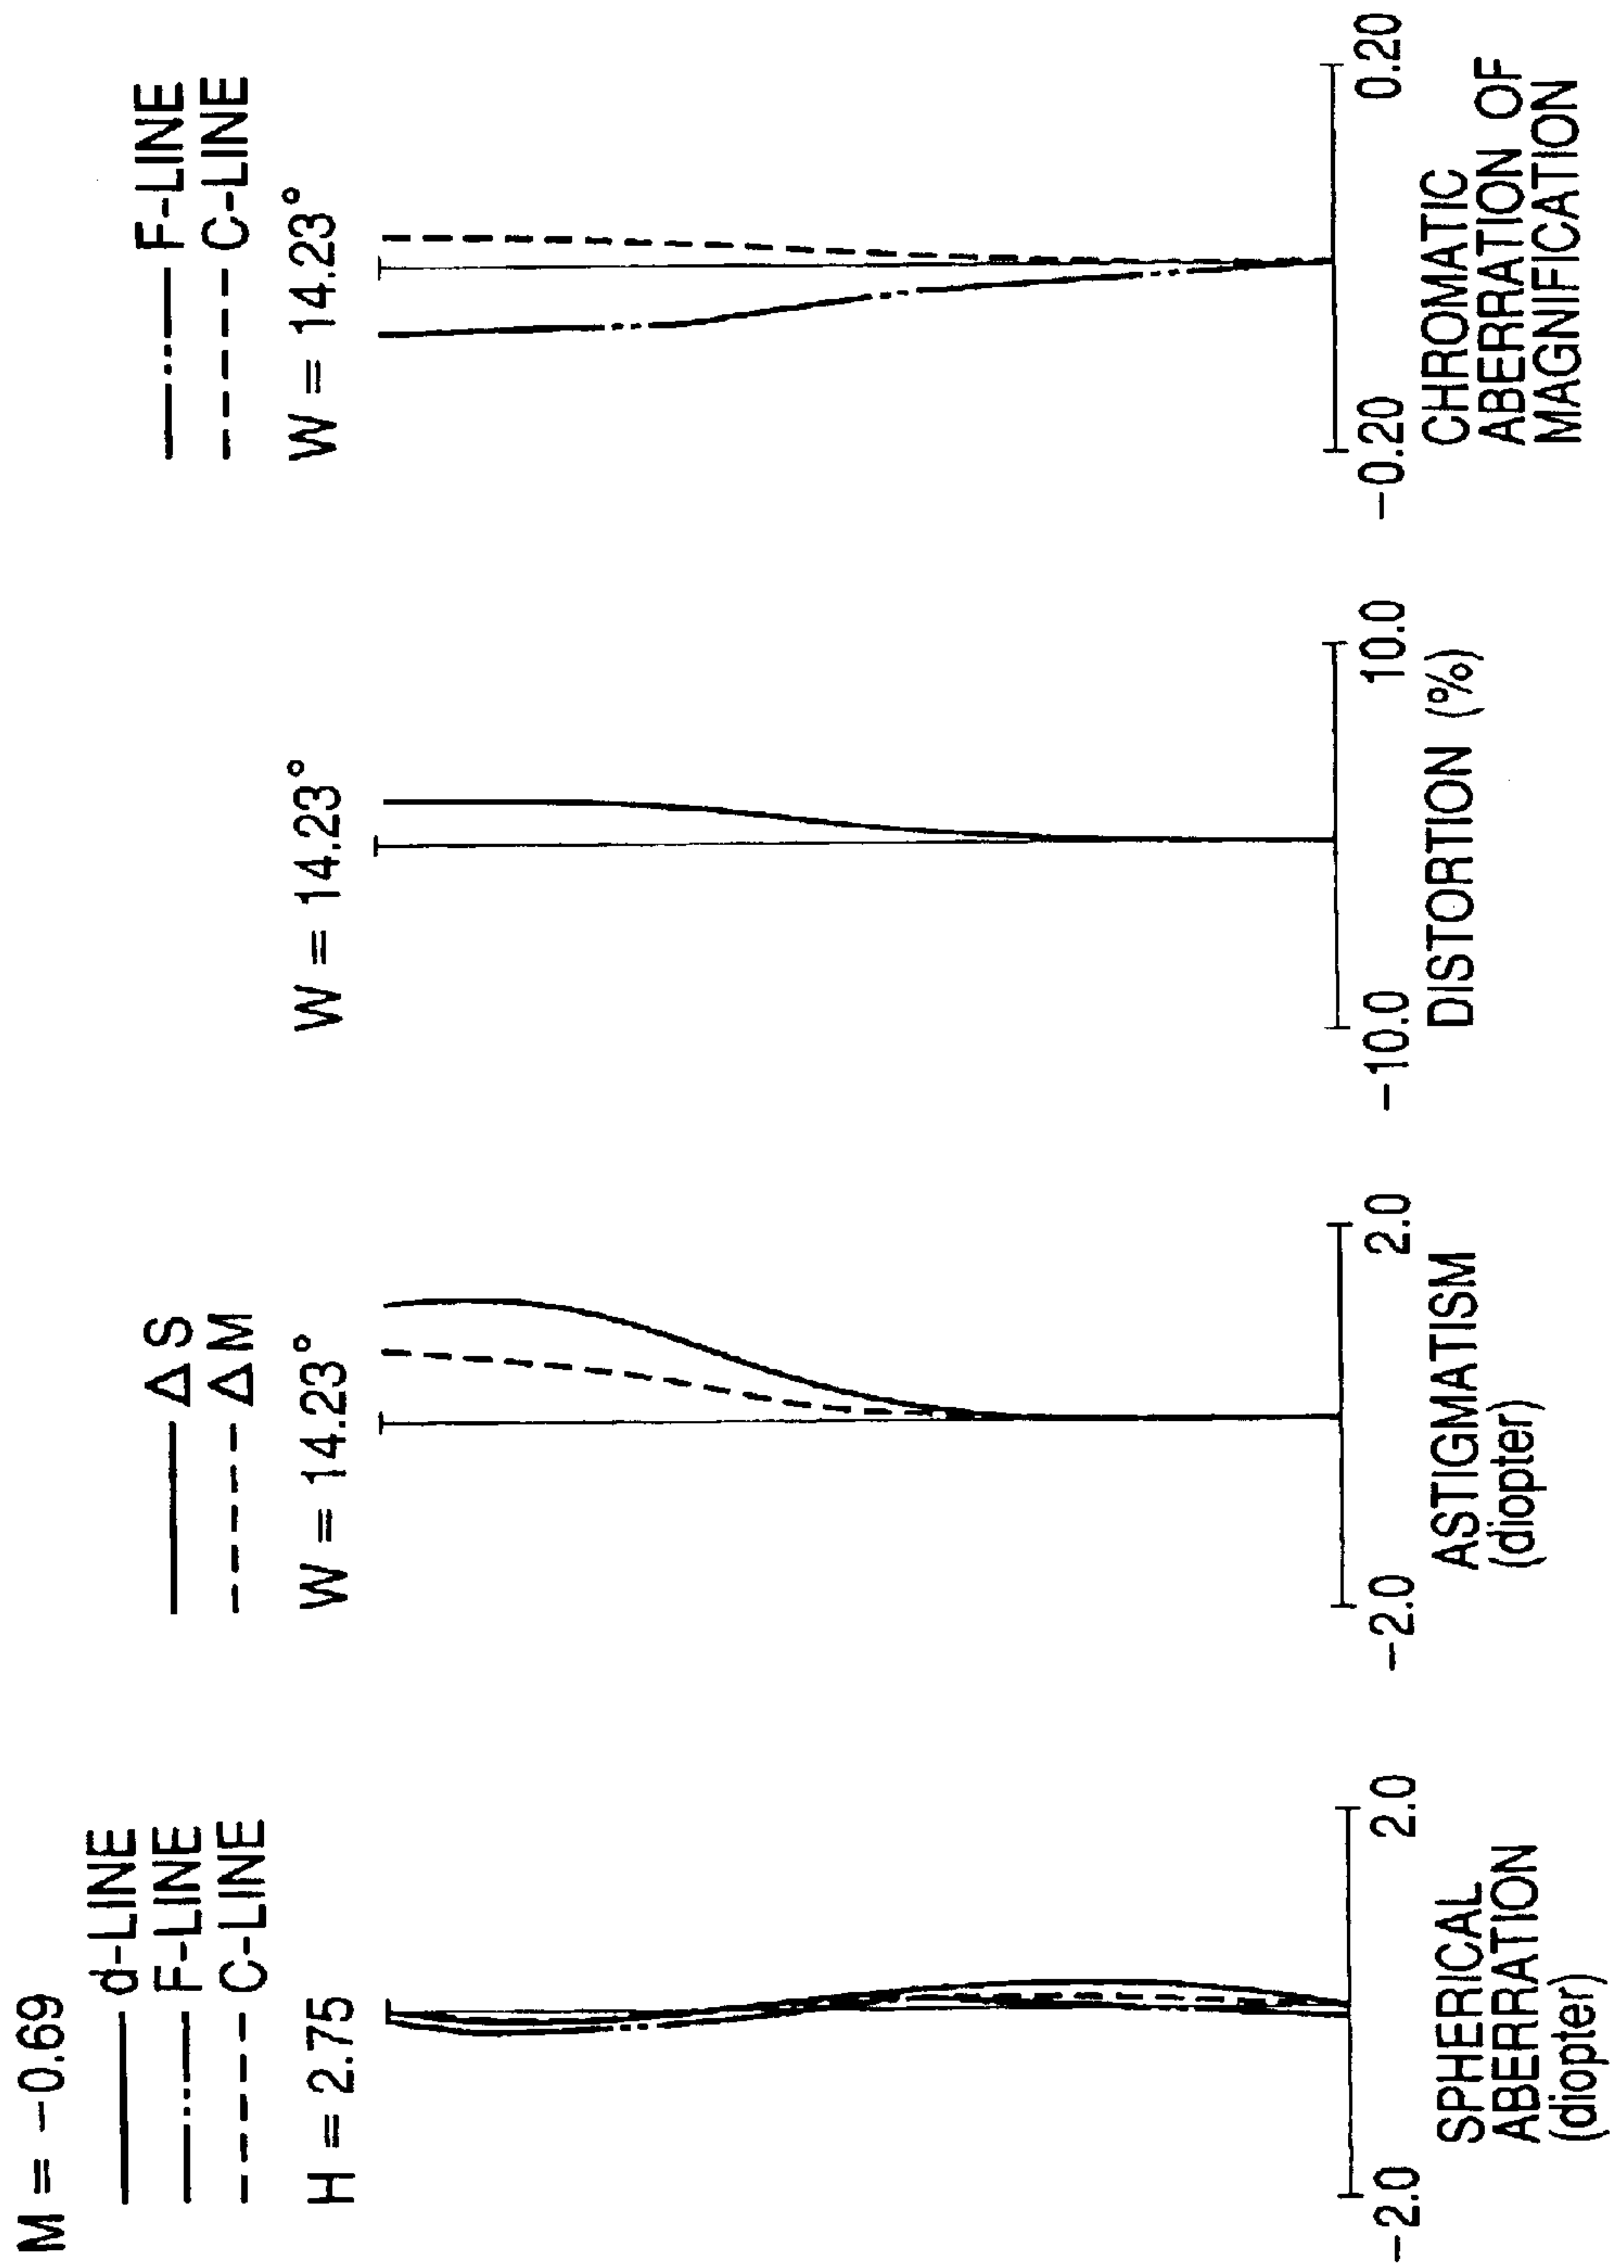 M = −0.69
d-LINE
F-LINE
C-LINE
H = 2.75
−2.0
2.0
SPHERICAL
ABERRATION
(diopter)
ΔS
ΔM
W = 14.23°
−2.0
2.0
ASTIGMATISM
(diopter)
W = 14.23°
−10.0
10.0
DISTORTION (%)
F-LINE
C-LINE
W = 14.23°
−0.20
0.20
CHROMATIC
ABERRATION OF
MAGNIFICATION